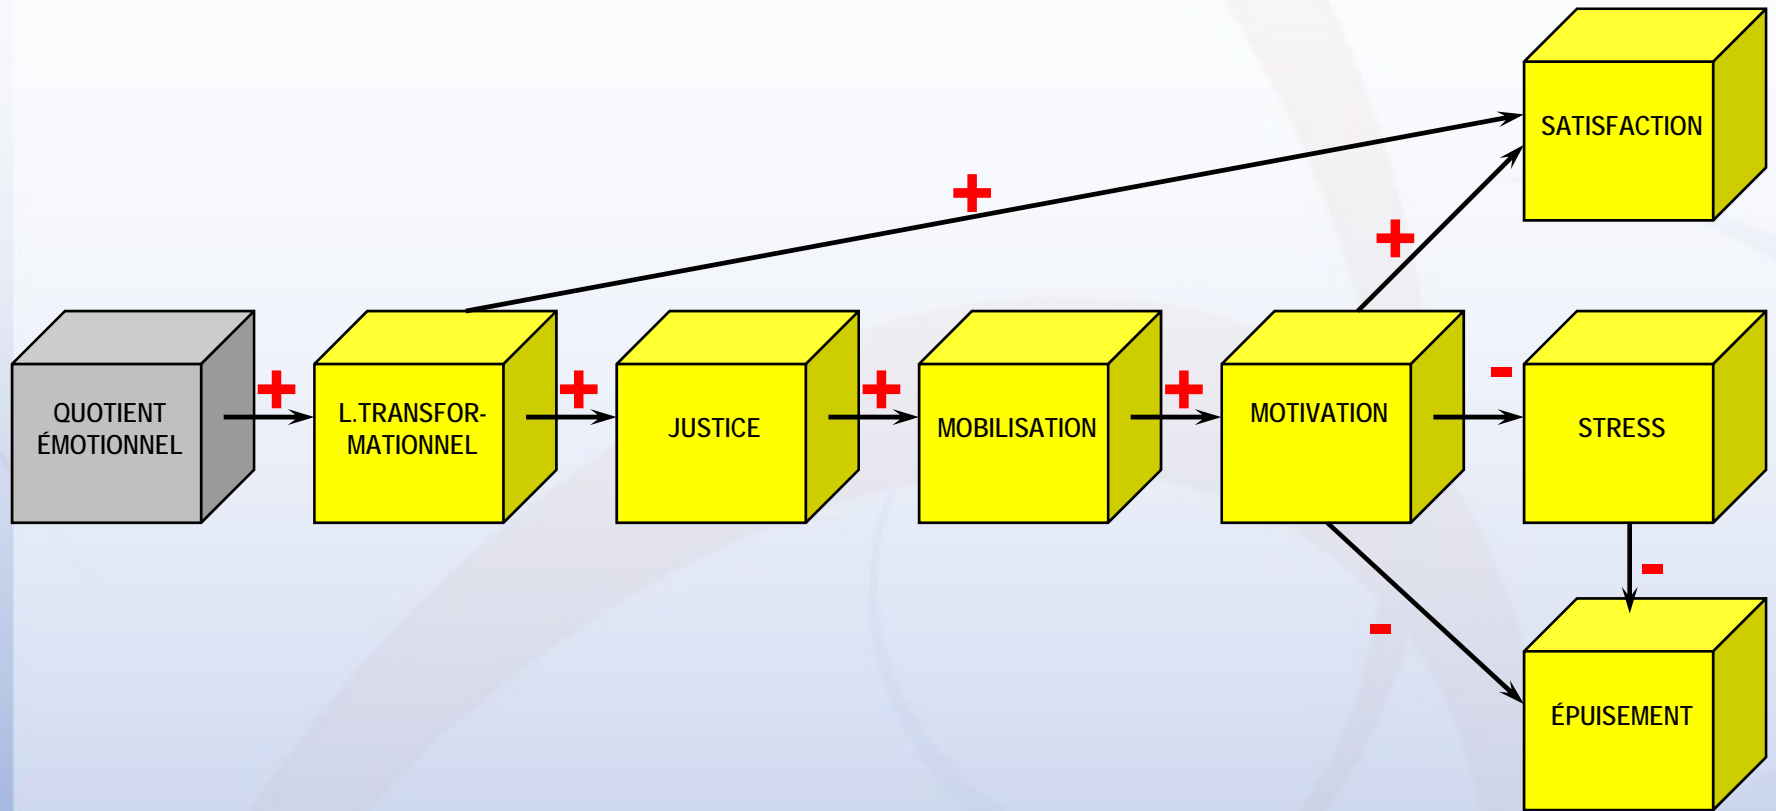 SATISFACTION
+
+
QUOTIENT
ÉMOTIONNEL
+
L.TRANSFOR-
MATIONNEL
+
JUSTICE
+
MOBILISATION
+
MOTIVATION
-
STRESS
-
-
ÉPUISEMENT